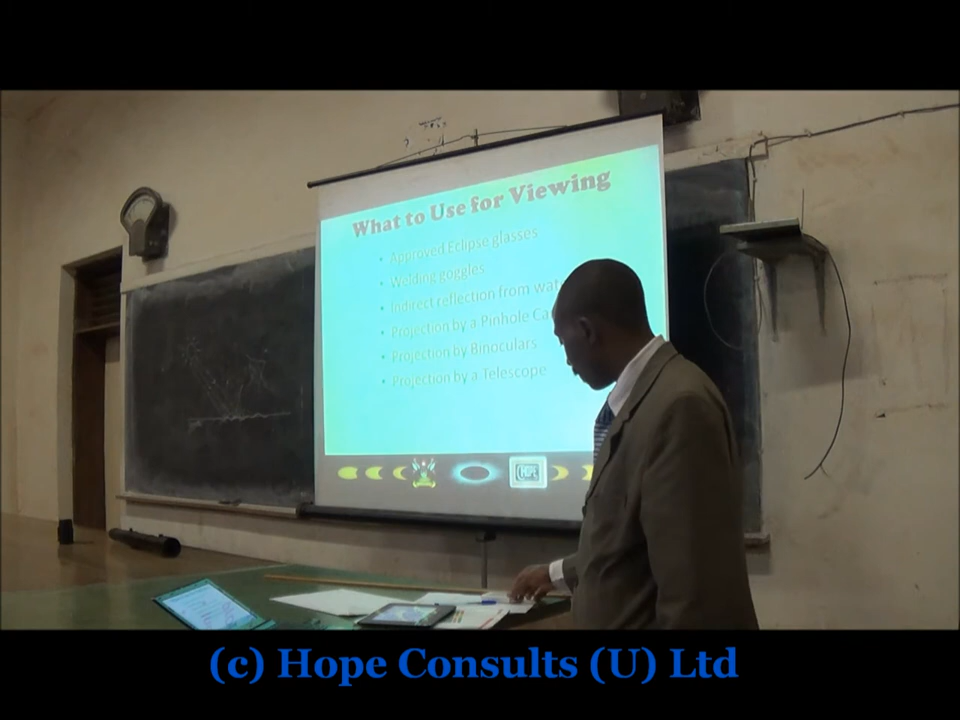 What to Use for Viewing
• Approved Eclipse glasses
• Welding goggles
• Indirect reflection from
• Projection by a Pinhole
• Projection by Binoculars
• Projection by a Telescope
(c) Hope Consults (U) Ltd